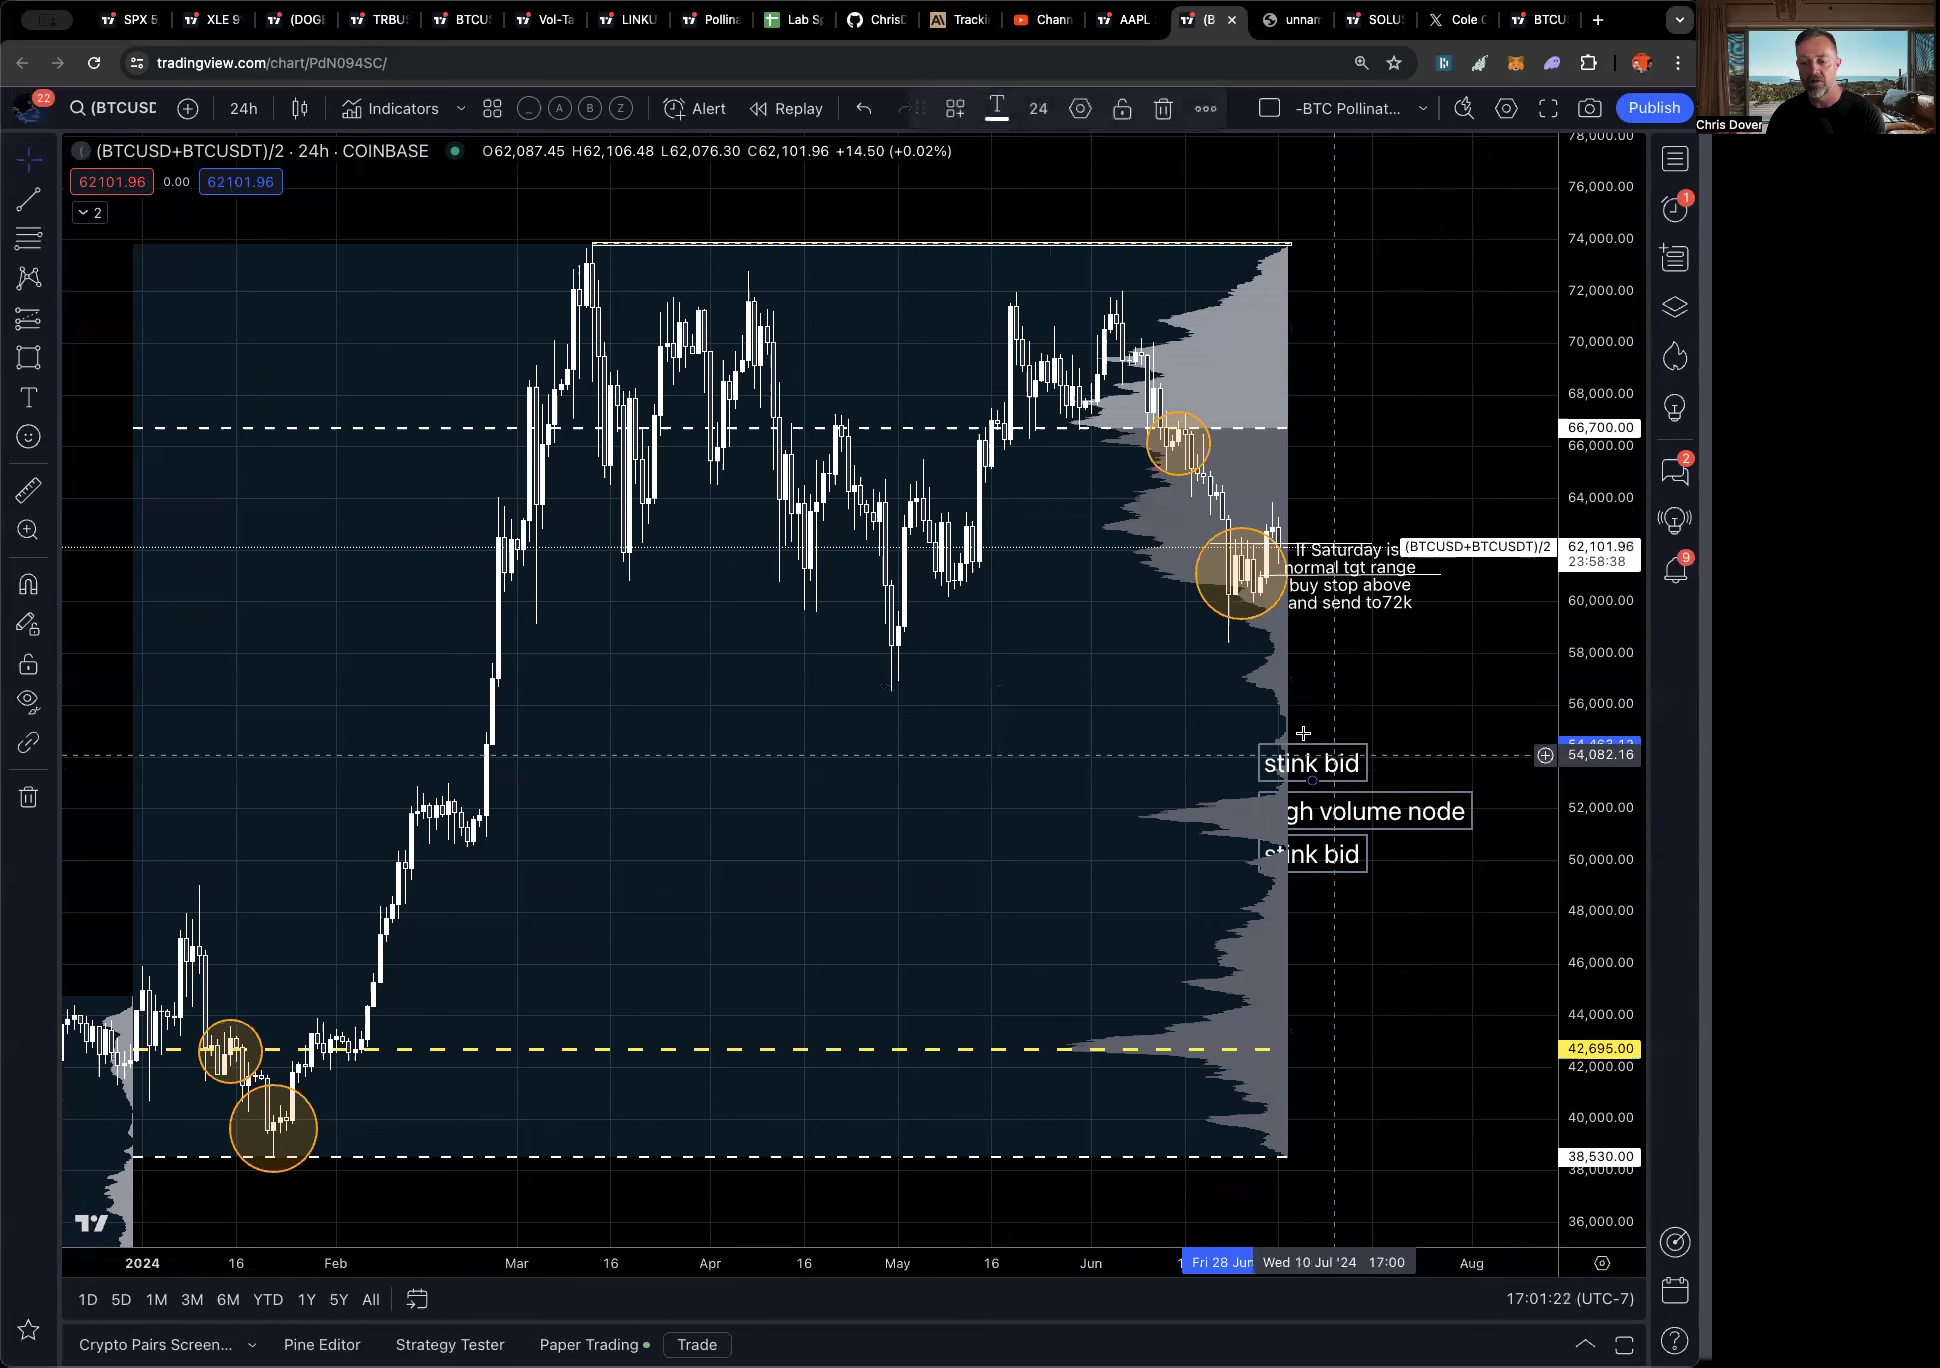 SPX 5
XLE 9
(DOGE
TRBUS
BTCUS
Vol-Ta
LINKU
Pollina
Lab S
ChrisD
Tracki
Chann
AAPL
(B
unnam
SOLUS
Cole
BTCU
tradingview.com/chart/PdN094SC/
22
(BTCUSD
24h
Indicators
A
B
Z
Alert
Replay
T
24
-BTC Pollinat...
Publish
Chris Dover
(BTCUSD+BTCUSDT)/2 · 24h · COINBASE
O62,087.45 H62,106.48 L62,076.30 C62,101.96 +14.50 (+0.02%)
62101.96 0.00 62101.96
2
78,000.00
76,000.00
74,000.00
72,000.00
70,000.00
68,000.00
66,700.00
66,000.00
64,000.00
If Saturday is
normal tgt range
buy stop above
and send to72k
(BTCUSD+BTCUSDT)/2
62,101.96
23:58:38
60,000.00
58,000.00
56,000.00
54,082.16
stink bid
52,000.00
gh volume node
stink bid
50,000.00
48,000.00
46,000.00
44,000.00
42,695.00
42,000.00
40,000.00
38,530.00
38,000.00
36,000.00
1
2
9
2024
16
Feb
Mar
16
Apr
16
May
16
Jun
Fri 28 Jun
Wed 10 Jul '24 17:00
Aug
1D 5D 1M 3M 6M YTD 1Y 5Y All
17:01:22 (UTC-7)
Crypto Pairs Screen...
Pine Editor
Strategy Tester
Paper Trading
Trade